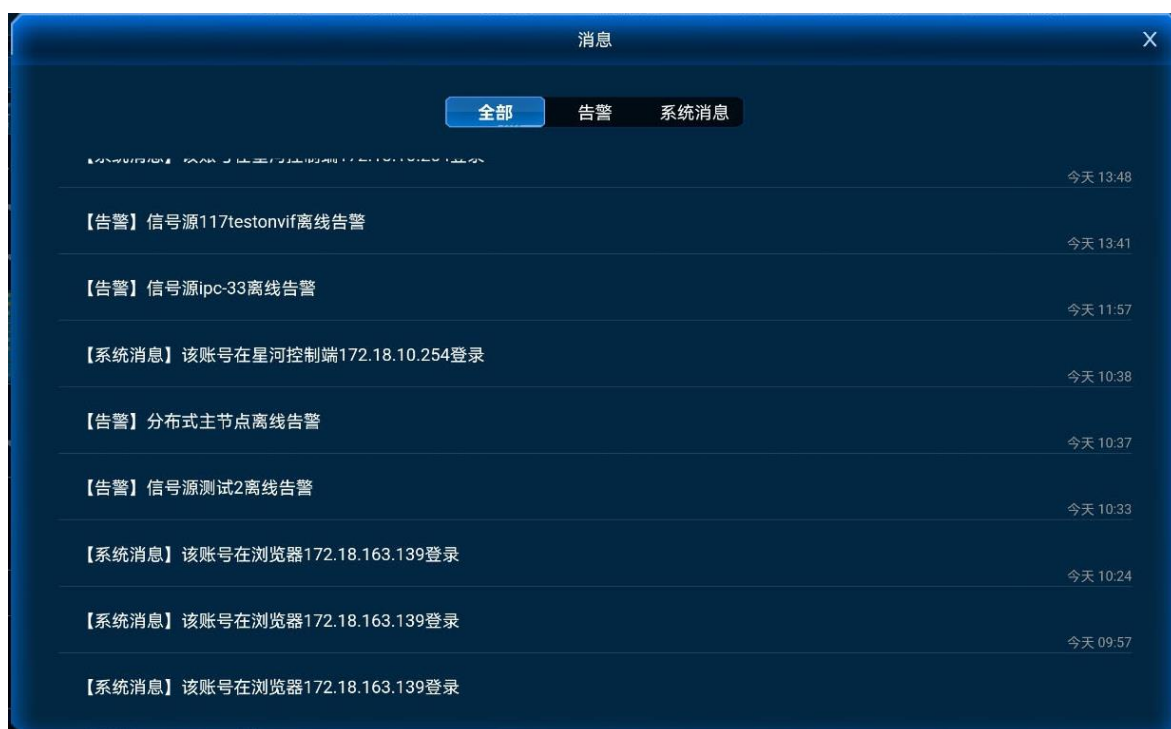 消息
X
全部 告警 系统消息
今天 13:48
【告警】信号源117testonvif离线告警
今天 13:41
【告警】信号源ipc-33离线告警
今天 11:57
【系统消息】该账号在星河控制端172.18.10.254登录
今天 10:38
【告警】分布式主节点离线告警
今天 10:37
【告警】信号源测试2离线告警
今天 10:33
【系统消息】该账号在浏览器172.18.163.139登录
今天 10:24
【系统消息】该账号在浏览器172.18.163.139登录
今天 09:57
【系统消息】该账号在浏览器172.18.163.139登录